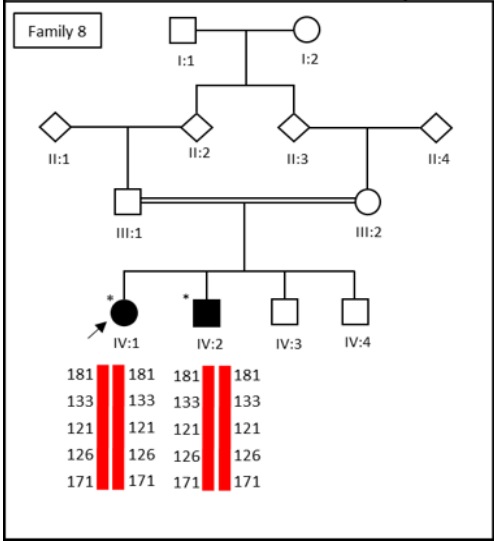 Family 8
I:1 I:2
II:1 II:2 II:3 II:4
III:1 III:2
* *
IV:1 IV:2 IV:3 IV:4
181 181 181 181
133 133 133 133
121 121 121 121
126 126 126 126
171 171 171 171